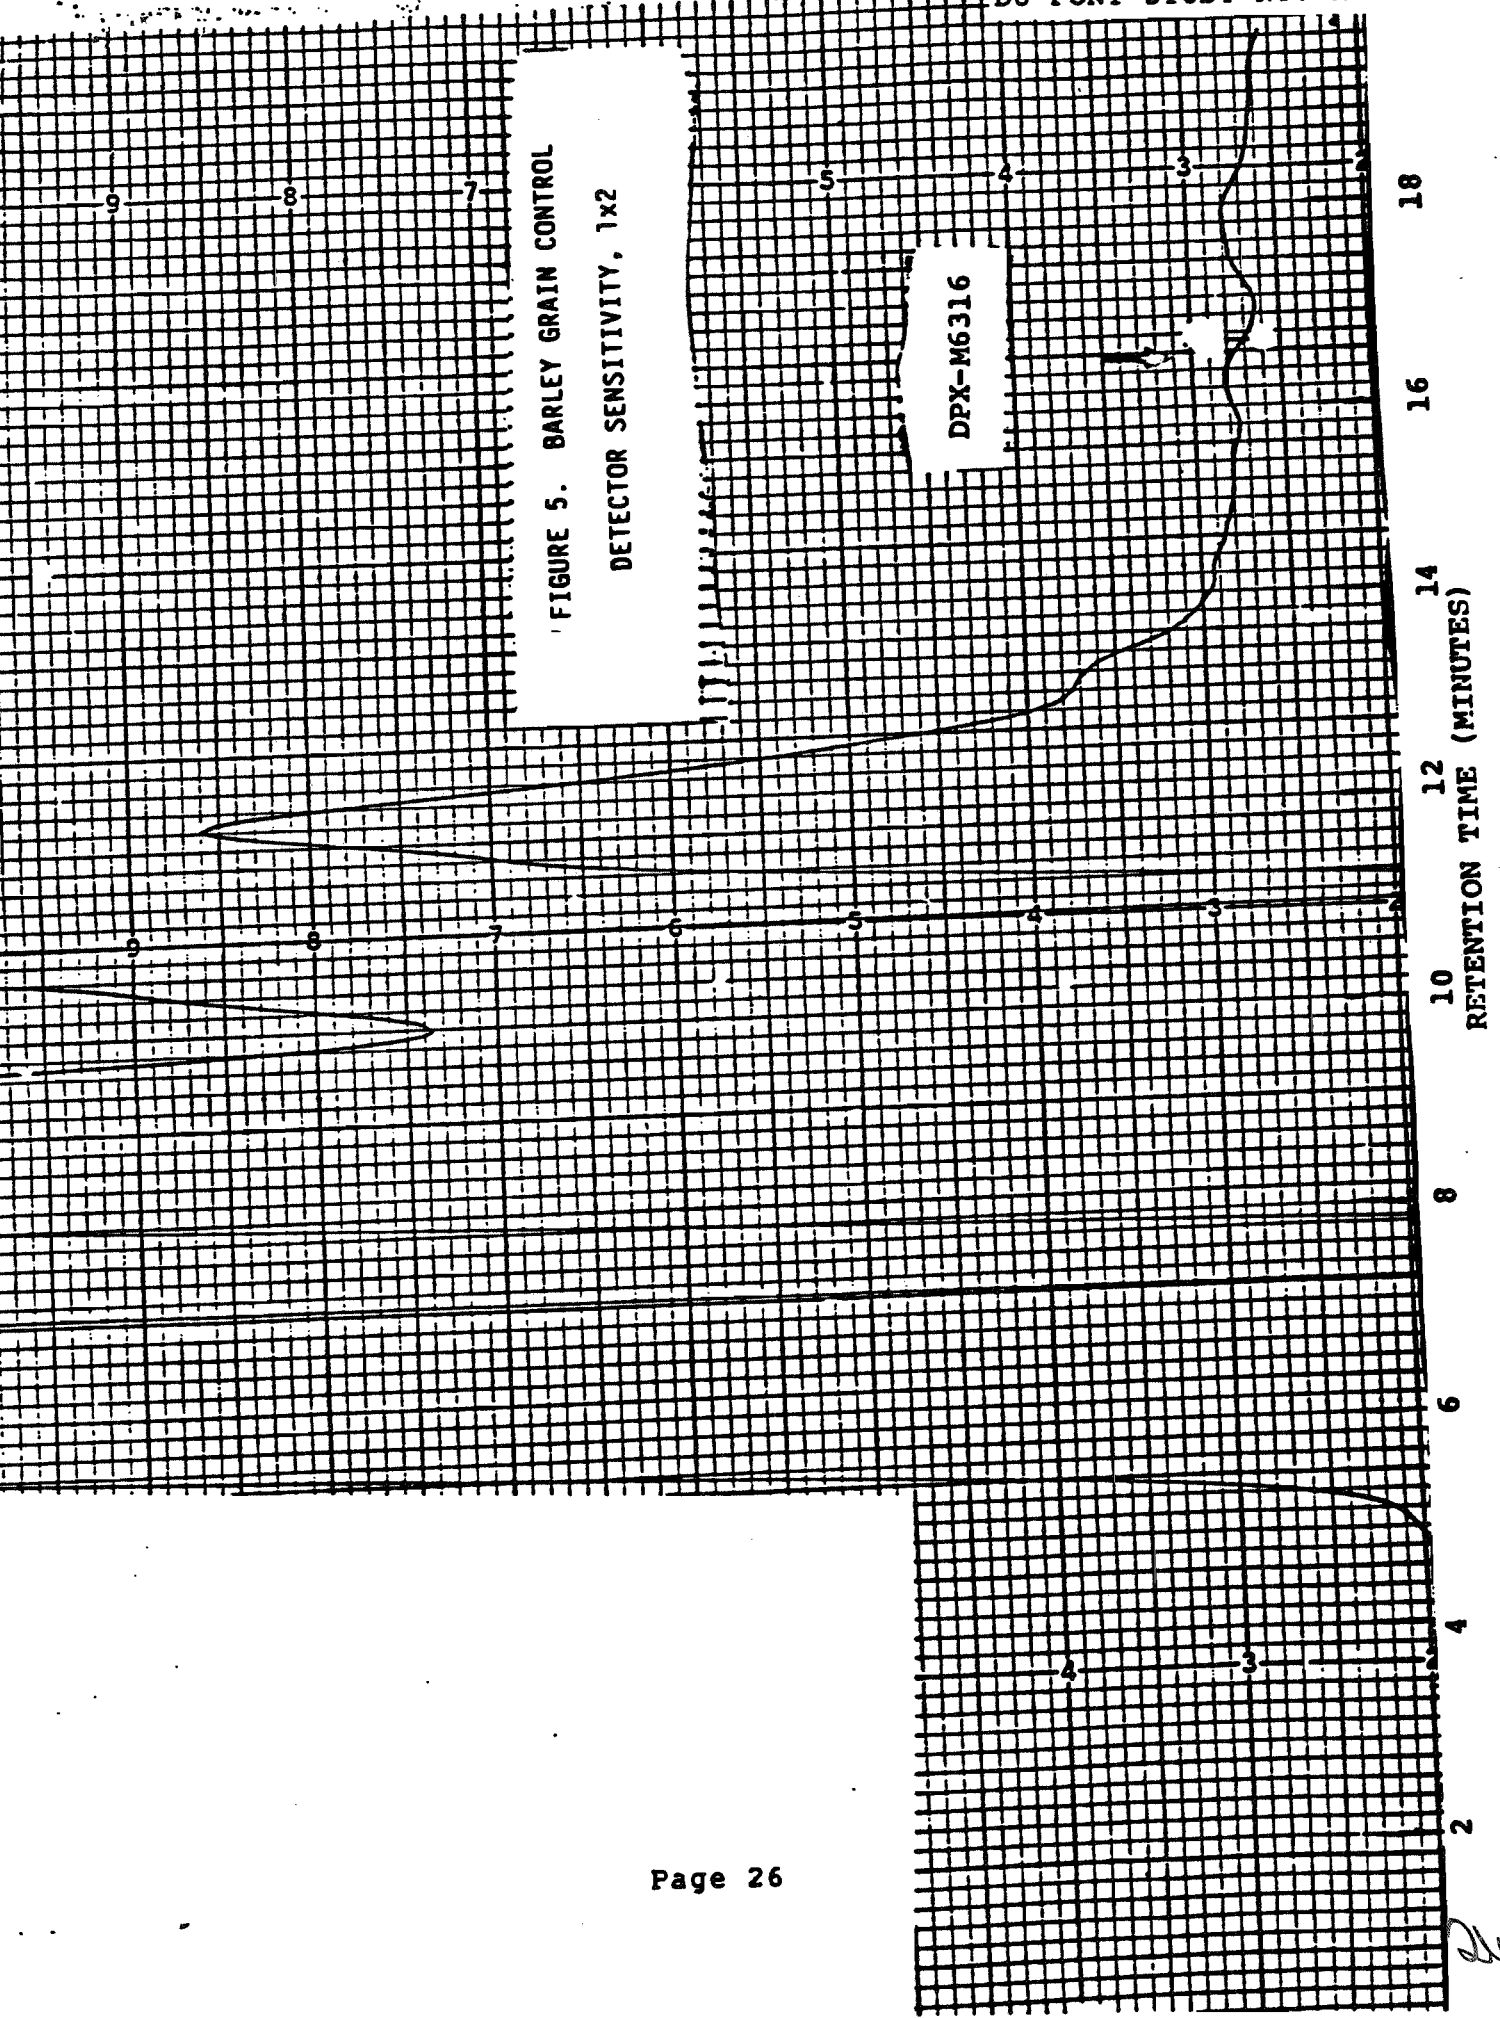 FIGURE 5. BARLEY GRAIN CONTROL
DETECTOR SENSITIVITY, 1x2
DPX-M6316
9 8 7 5 4 3
9 8 7 6 5 4 3
4 3
2 4 6 8 10 12 14 16 18
RETENTION TIME (MINUTES)
Page 26